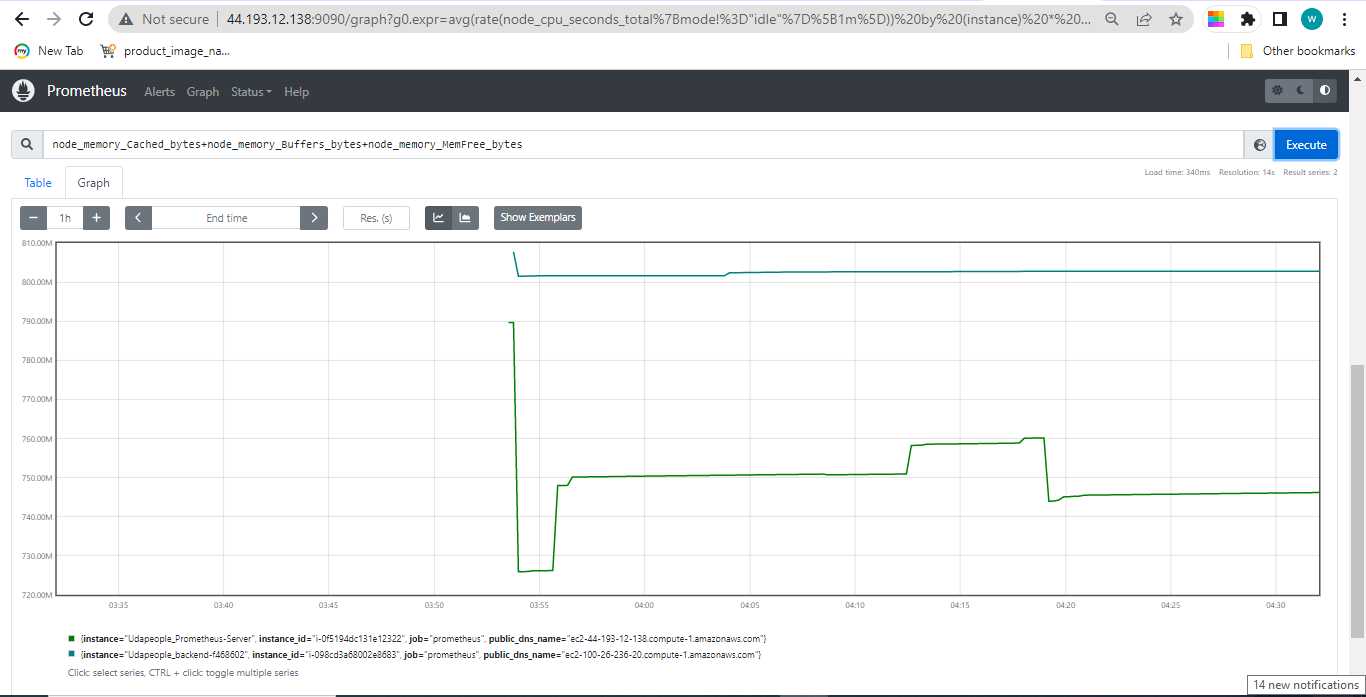 Not secure 44.193.12.138:9090/graph?g0.expr=avg(rate(node_cpu_seconds_total%7Bmode!%3D"idle"%7D%5B1m%5D))%20by%20(instance)%20*%20... W
my New Tab product_image_na... Other bookmarks
Prometheus Alerts Graph Status Help
node_memory_Cached_bytes+node_memory_Buffers_bytes+node_memory_MemFree_bytes Execute
Load time: 340ms Resolution: 14s Result series: 2
Table Graph
− 1h + End time Res. (s) Show Exemplars
810.00M
800.00M
790.00M
780.00M
770.00M
760.00M
750.00M
740.00M
730.00M
720.00M
03:35 03:40 03:45 03:50 03:55 04:00 04:05 04:10 04:15 04:20 04:25 04:30
{instance="Udapeople_Prometheus-Server", instance_id="i-0f5194dc131e12322", job="prometheus", public_dns_name="ec2-44-193-12-138.compute-1.amazonaws.com"}
{instance="Udapeople_backend-f468602", instance_id="i-098cd3a68002e8683", job="prometheus", public_dns_name="ec2-100-26-236-20.compute-1.amazonaws.com"}
Click: select series, CTRL + click: toggle multiple series
14 new notifications